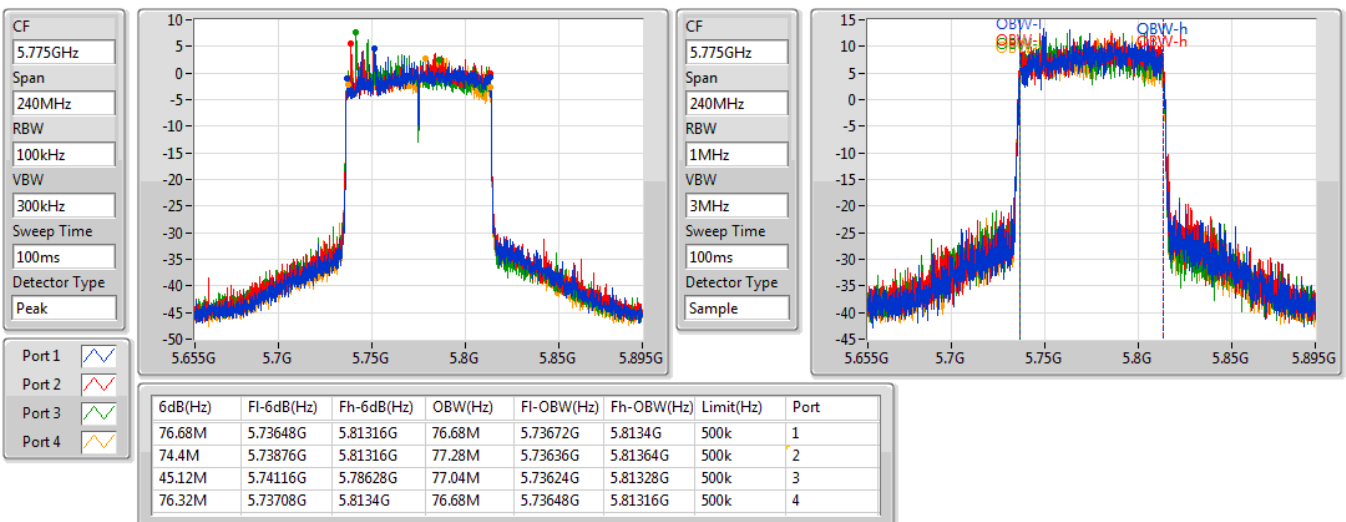 CF
5.775GHz
Span
240MHz
RBW
100kHz
VBW
300kHz
Sweep Time
100ms
Detector Type
Peak
10
5
0
-5
-10
-15
-20
-25
-30
-35
-40
-45
-50
5.655G 5.7G 5.75G 5.8G 5.85G 5.895G
CF
5.775GHz
Span
240MHz
RBW
1MHz
VBW
3MHz
Sweep Time
100ms
Detector Type
Sample
15
10
5
0
-5
-10
-15
-20
-25
-30
-35
-40
-45
OBW-l
OBW-h
OBW-h
5.655G 5.7G 5.75G 5.8G 5.85G 5.895G
Port 1
Port 2
Port 3
Port 4
6dB(Hz) Fl-6dB(Hz) Fh-6dB(Hz) OBW(Hz) Fl-OBW(Hz) Fh-OBW(Hz) Limit(Hz) Port
76.68M 5.73648G 5.81316G 76.68M 5.73672G 5.8134G 500k 1
74.4M 5.73876G 5.81316G 77.28M 5.73636G 5.81364G 500k 2
45.12M 5.74116G 5.78628G 77.04M 5.73624G 5.81328G 500k 3
76.32M 5.73708G 5.8134G 76.68M 5.73648G 5.81316G 500k 4